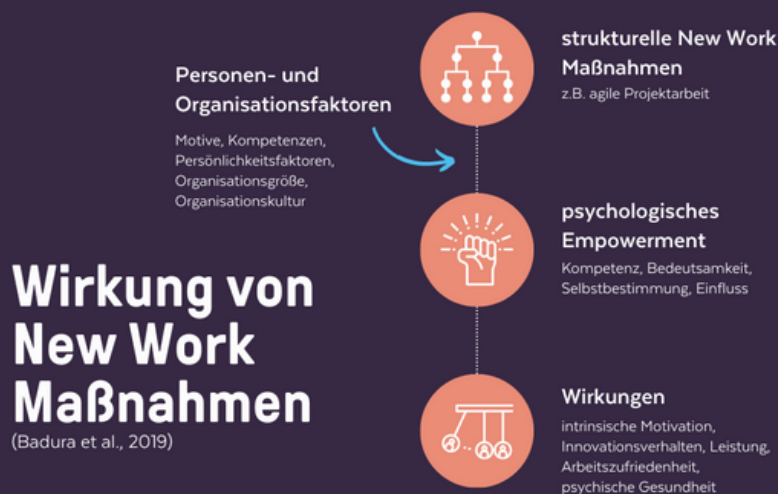 Personen- und
Organisationsfaktoren
Motive, Kompetenzen,
Persönlichkeitsfaktoren,
Organisationsgröße,
Organisationskultur
strukturelle New Work
Maßnahmen
z.B. agile Projektarbeit
psychologisches
Empowerment
Kompetenz, Bedeutsamkeit,
Selbstbestimmung, Einfluss
Wirkung von
New Work
Maßnahmen
(Badura et al., 2019)
Wirkungen
intrinsische Motivation,
Innovationsverhalten, Leistung,
Arbeitszufriedenheit,
psychische Gesundheit